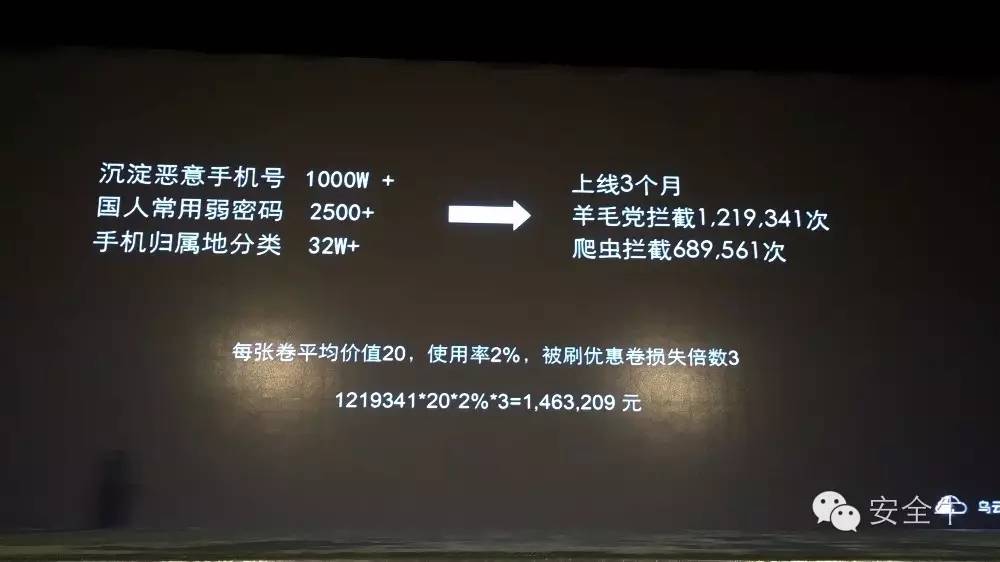 沉淀恶意手机号 1000W +
国人常用弱密码 2500+
手机归属地分类 32W+
上线3个月
羊毛党拦截1,219,341次
爬虫拦截689,561次
每张卷平均价值20，使用率2%，被刷优惠卷损失倍数3
1219341*20*2%*3=1,463,209 元
安全牛
乌云